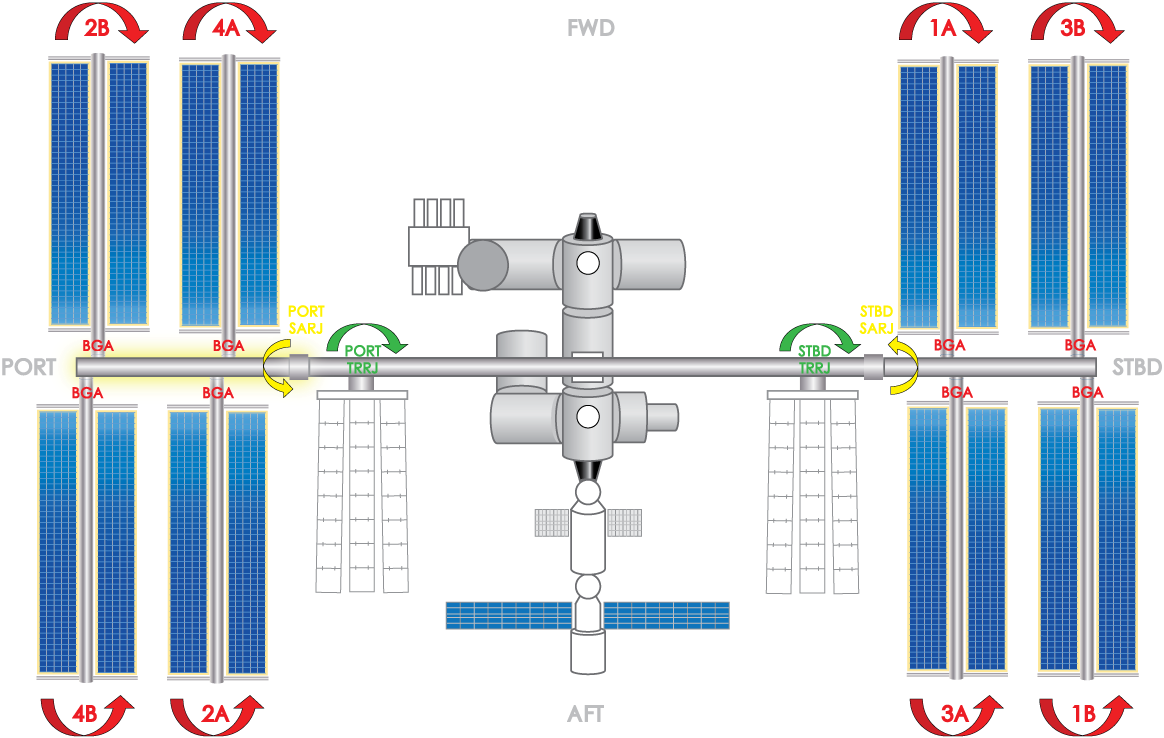 2B
4A
FWD
1A
3B
PORT
SARJ
STBD
SARJ
BGA
BGA
PORT
TRRJ
STBD
TRRJ
BGA
BGA
PORT
STBD
BGA
BGA
BGA
BGA
4B
2A
AFT
3A
1B